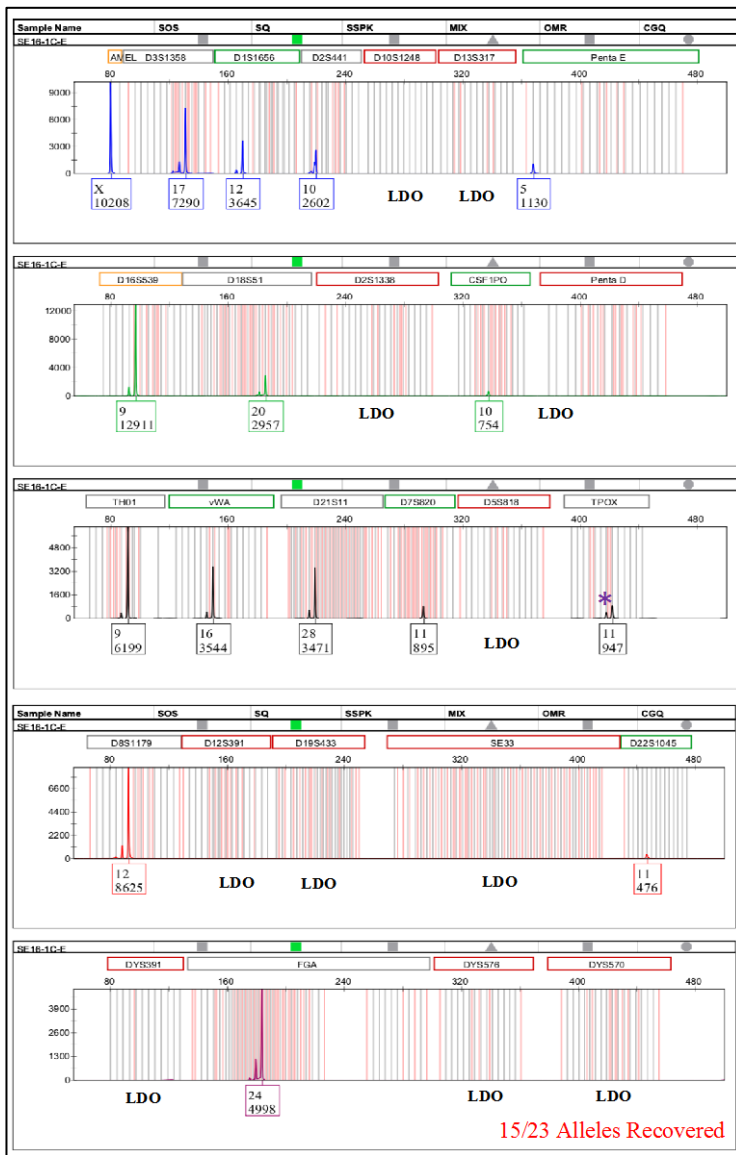 Sample Name SOS SQ SSPK MIX OMR CGQ
SE16-1C-E
AMEL D3S1358 D1S1656 D2S441 D10S1248 D13S317 Penta E
80 160 240 320 400 480
9000
6000
3000
0
X 17 12 10 LDO LDO 5
10208 7290 3645 2602 1130
SE16-1C-E
D16S539 D18S51 D2S1338 CSF1PO Penta D
80 160 240 320 400 480
12000
8000
4000
0
9 20 LDO 10 LDO
12911 2957 754
SE16-1C-E
TH01 vWA D21S11 D7S820 D5S818 TPOX
80 160 240 320 400 480
4800
3200
1600
0
*
9 16 28 11 LDO 11
6199 3544 3471 895 947
Sample Name SOS SQ SSPK MIX OMR CGQ
SE16-1C-E
D8S1179 D12S391 D19S433 SE33 D22S1045
80 160 240 320 400 480
6600
4400
2200
0
12 LDO LDO LDO 11
8625 476
SE16-1C-E
DYS391 FGA DYS576 DYS570
80 160 240 320 400 480
3900
2600
1300
0
LDO 24 LDO LDO
4998
15/23 Alleles Recovered